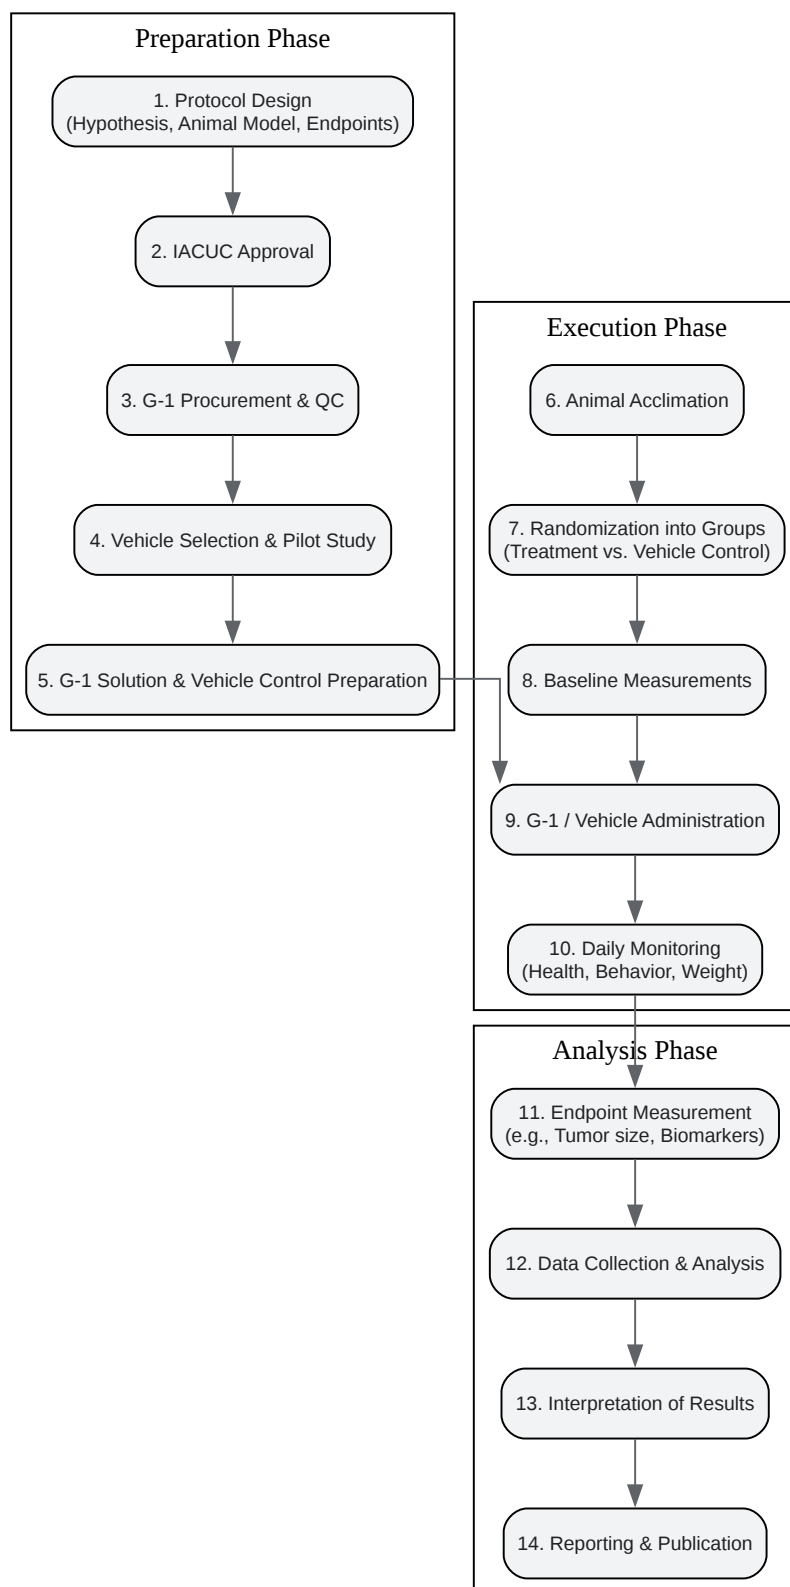 Preparation Phase
1. Protocol Design
(Hypothesis, Animal Model, Endpoints)
2. IACUC Approval
3. G-1 Procurement & QC
4. Vehicle Selection & Pilot Study
5. G-1 Solution & Vehicle Control Preparation
Execution Phase
6. Animal Acclimation
7. Randomization into Groups
(Treatment vs. Vehicle Control)
8. Baseline Measurements
9. G-1 / Vehicle Administration
10. Daily Monitoring
(Health, Behavior, Weight)
Analysis Phase
11. Endpoint Measurement
(e.g., Tumor size, Biomarkers)
12. Data Collection & Analysis
13. Interpretation of Results
14. Reporting & Publication